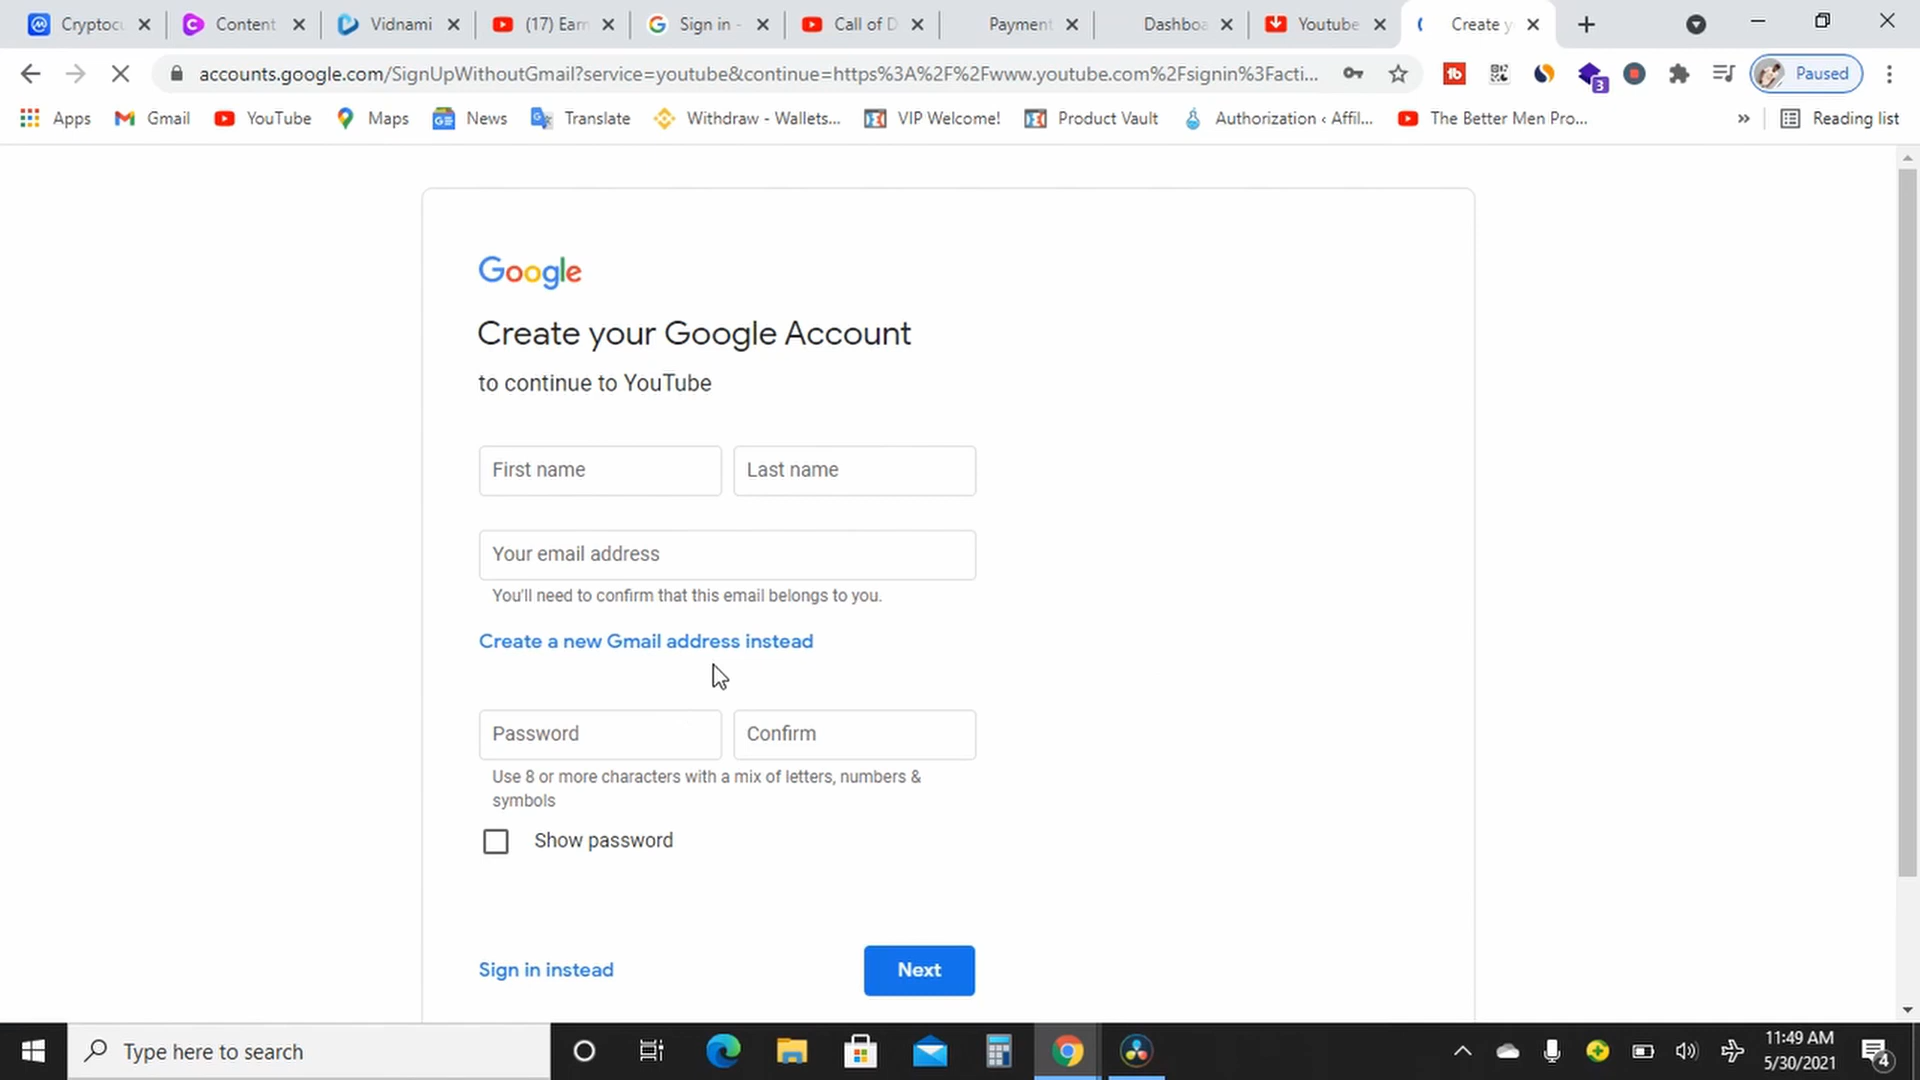 Cryptoc
Content
Vidnami
(17) Earn
Sign in -
Call of D
Payment
Dashboa
Youtube
Create y
accounts.google.com/SignUpWithoutGmail?service=youtube&continue=https%3A%2F%2Fwww.youtube.com%2Fsignin%3Facti...
tb
3
Paused
Apps
Gmail
YouTube
Maps
News
Translate
Withdraw - Wallets...
VIP Welcome!
Product Vault
Authorization ‹ Affil...
The Better Men Pro...
»
Reading list
Google
Create your Google Account
to continue to YouTube
First name
Last name
Your email address
You'll need to confirm that this email belongs to you.
Create a new Gmail address instead
Password
Confirm
Use 8 or more characters with a mix of letters, numbers &
symbols
Show password
Sign in instead
Next
Type here to search
11:49 AM
5/30/2021
4